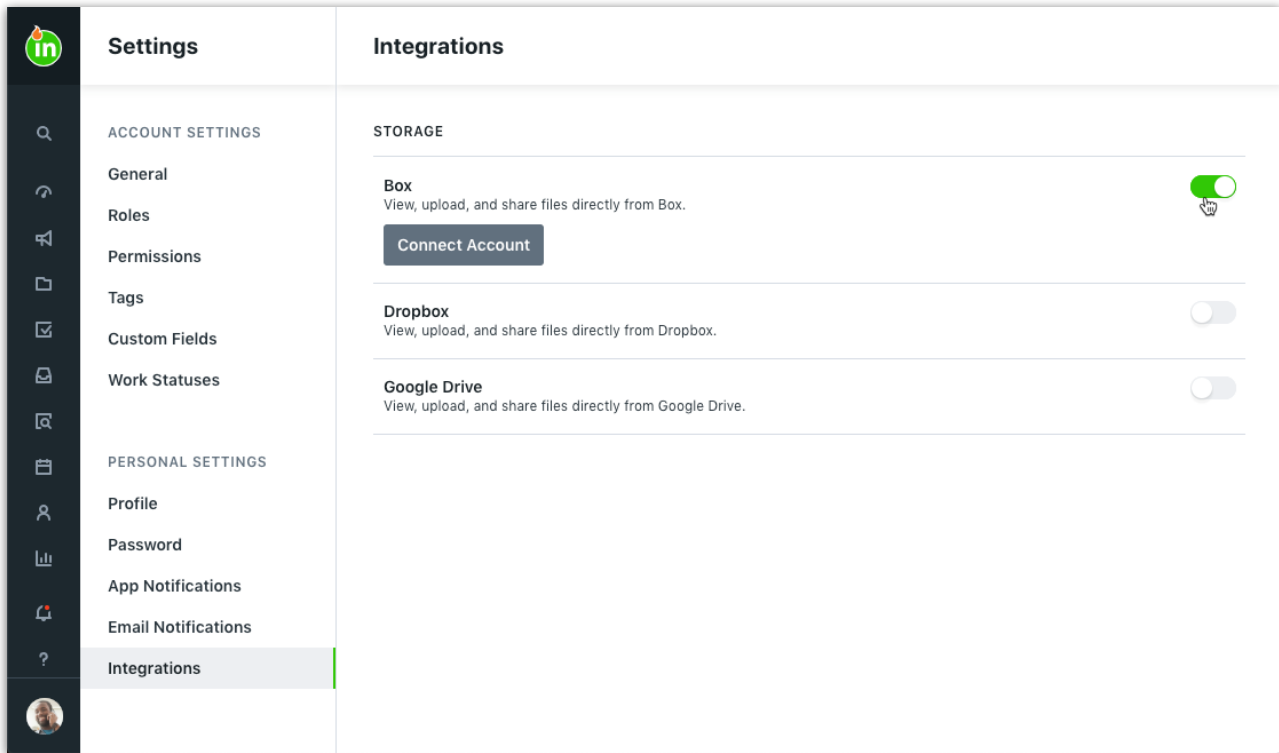 in
Settings
Integrations
ACCOUNT SETTINGS
General
Roles
Permissions
Tags
Custom Fields
Work Statuses
PERSONAL SETTINGS
Profile
Password
App Notifications
Email Notifications
Integrations
STORAGE
Box
View, upload, and share files directly from Box.
Connect Account
Dropbox
View, upload, and share files directly from Dropbox.
Google Drive
View, upload, and share files directly from Google Drive.
?